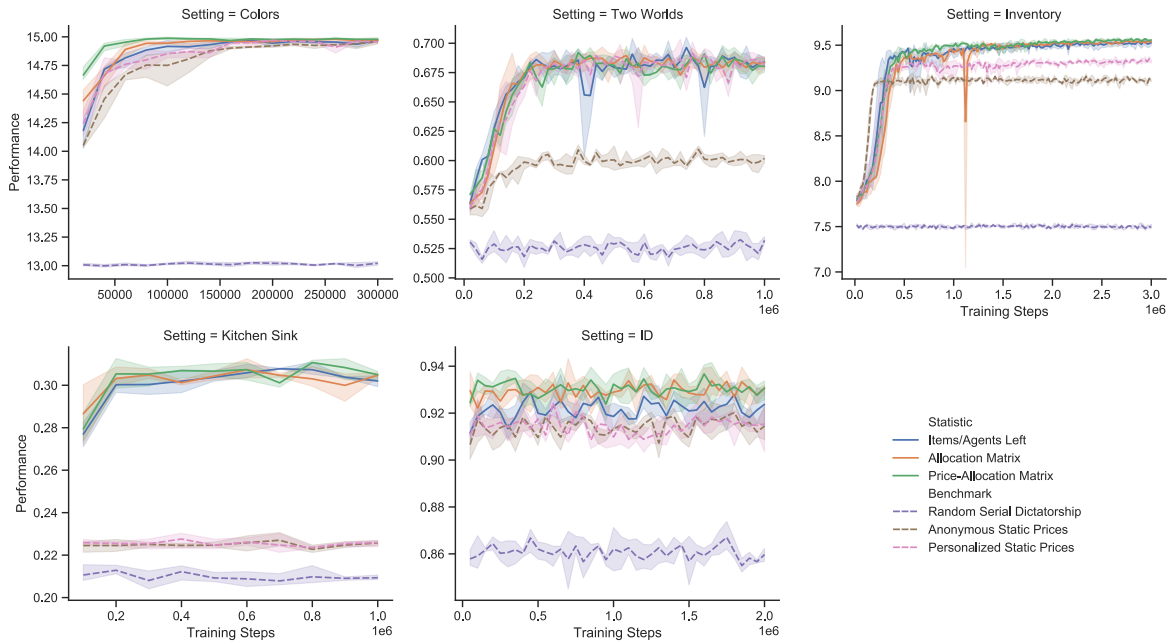 Setting = Colors
Setting = Two Worlds
Setting = Inventory
Performance
15.00
14.75
14.50
14.25
14.00
13.75
13.50
13.25
13.00
50000 100000 150000 200000 250000 300000
0.700
0.675
0.650
0.625
0.600
0.575
0.550
0.525
0.500
0.0 0.2 0.4 0.6 0.8 1.0
1e6
9.5
9.0
8.5
8.0
7.5
7.0
0.0 0.5 1.0 1.5 2.0 2.5 3.0
Training Steps
1e6
Setting = Kitchen Sink
Setting = ID
Performance
0.30
0.28
0.26
0.24
0.22
0.20
0.2 0.4 0.6 0.8 1.0
Training Steps
1e6
0.94
0.92
0.90
0.88
0.86
0.0 0.5 1.0 1.5 2.0
Training Steps
1e6
Statistic
Items/Agents Left
Allocation Matrix
Price-Allocation Matrix
Benchmark
Random Serial Dictatorship
Anonymous Static Prices
Personalized Static Prices